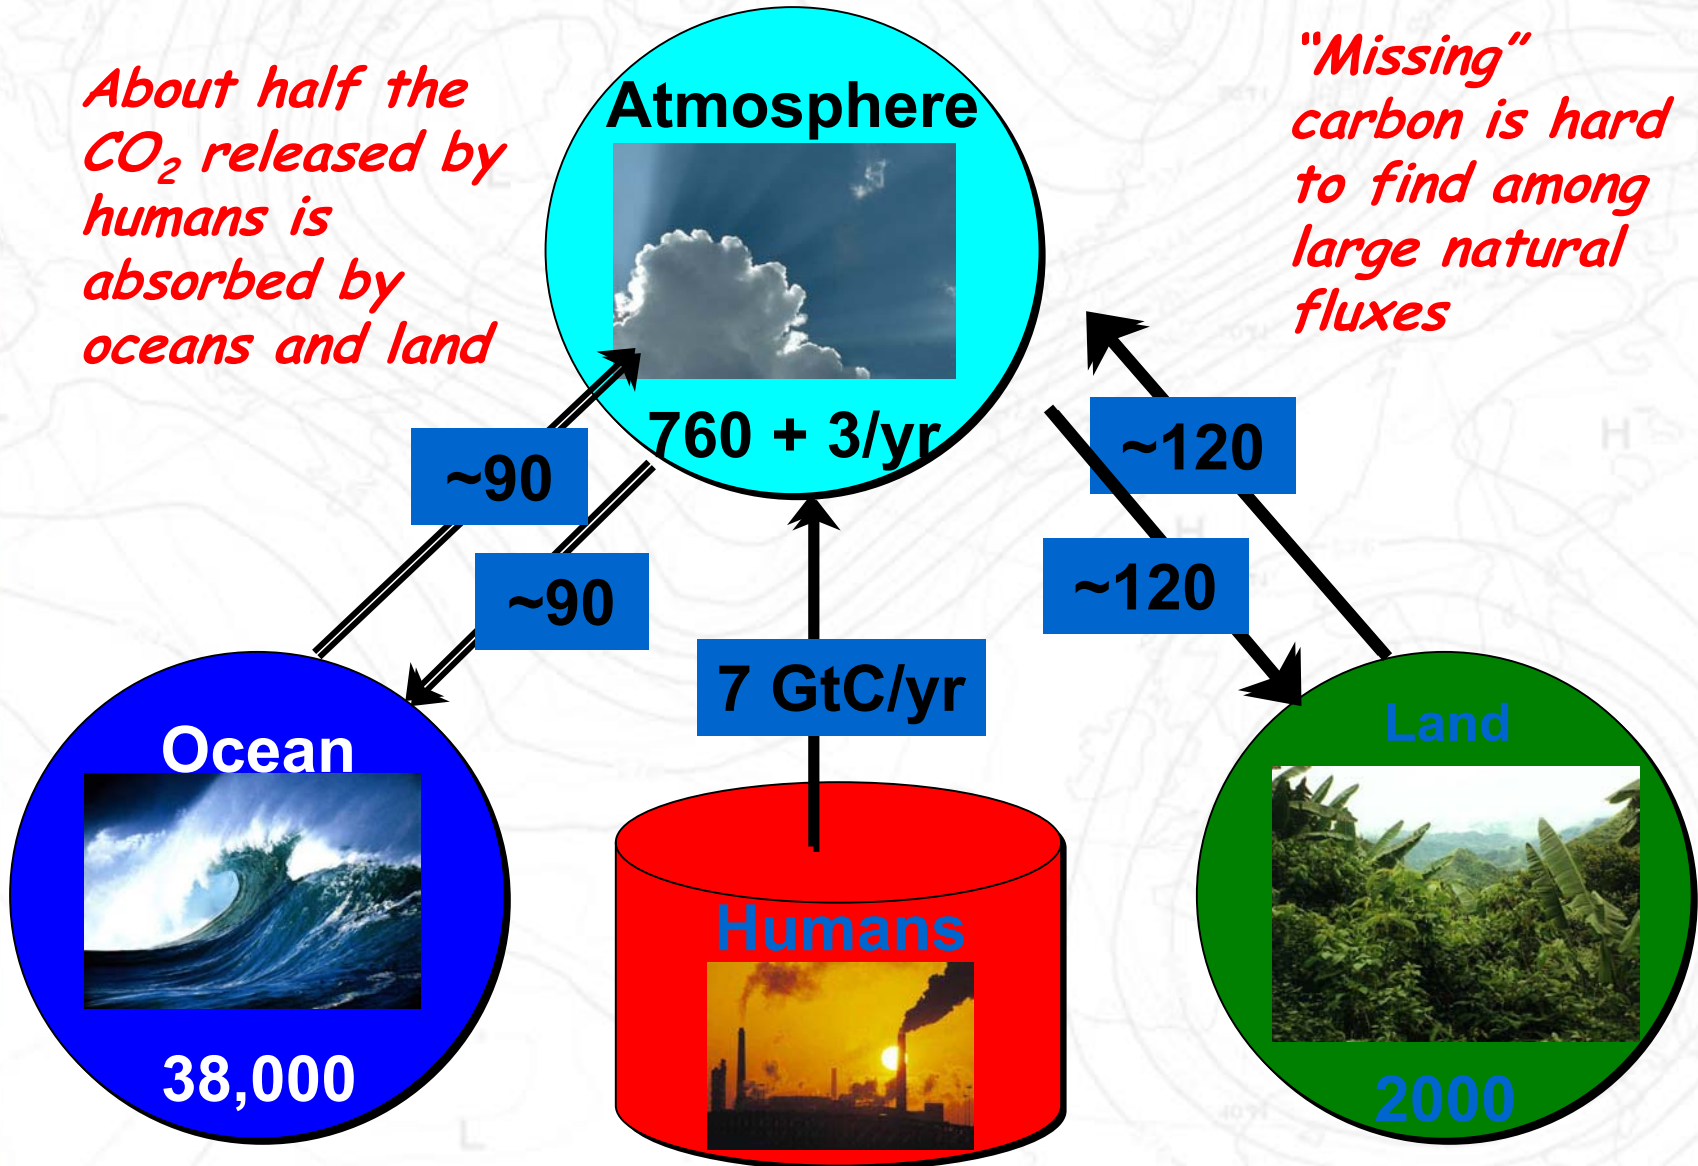 About half the
CO₂ released by
humans is
absorbed by
oceans and land
Atmosphere
760 + 3/yr
“Missing”
carbon is hard
to find among
large natural
fluxes
~90
~90
~120
~120
7 GtC/yr
Ocean
38,000
Humans
Land
2000
H
H
L